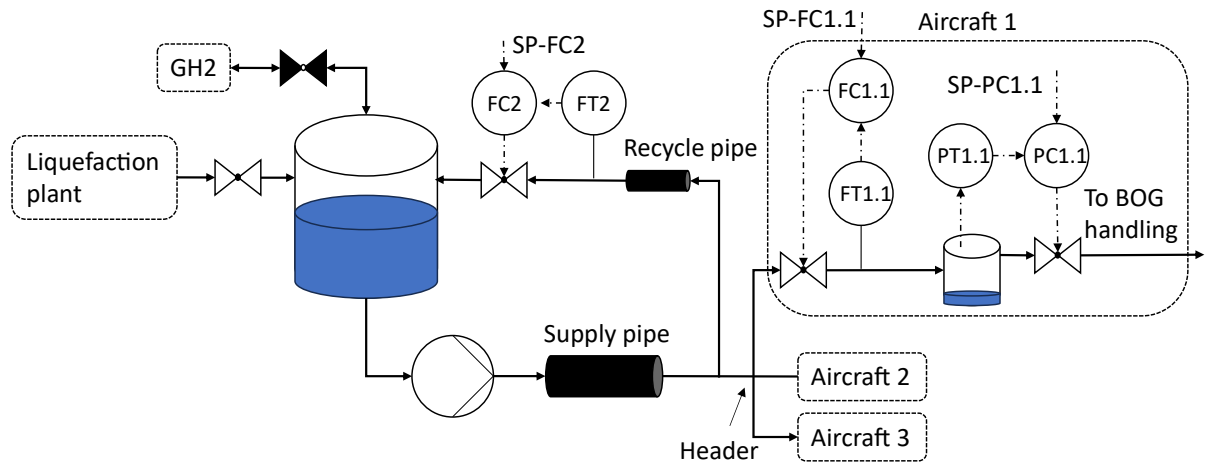 SP-FC1.1
Aircraft 1
SP-FC2
GH2
FC2
FT2
FC1.1
SP-PC1.1
Liquefaction
plant
Recycle pipe
PT1.1
PC1.1
FT1.1
To BOG
handling
Supply pipe
Aircraft 2
Header
Aircraft 3